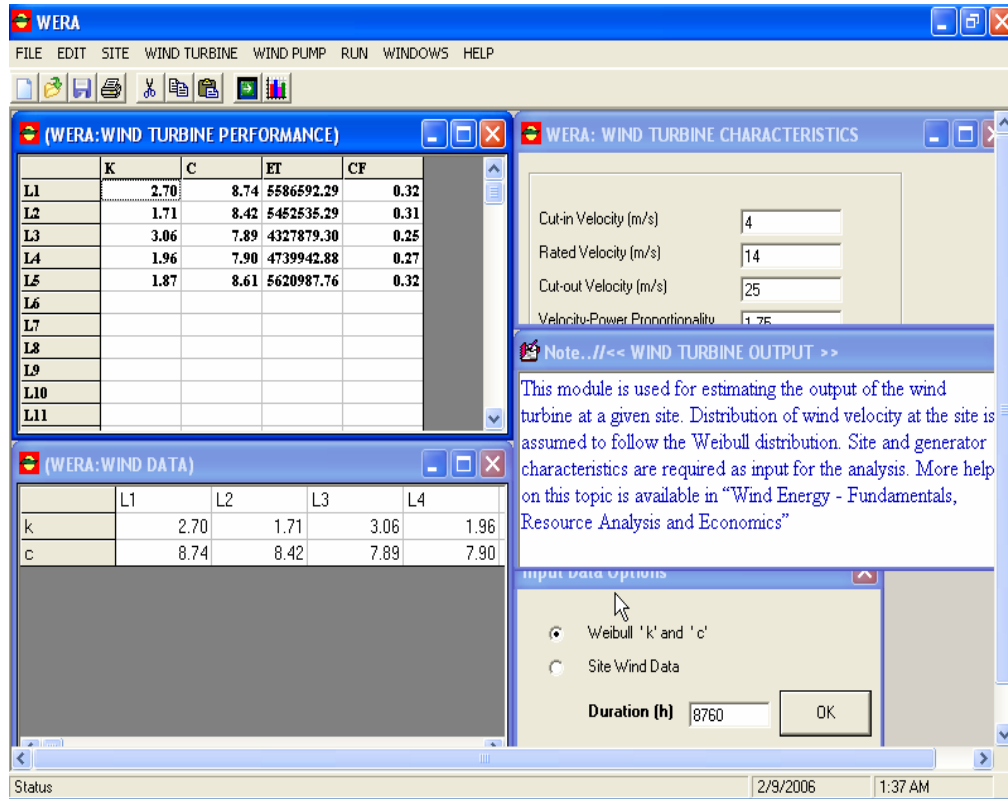 WERA
FILE EDIT SITE WIND TURBINE WIND PUMP RUN WINDOWS HELP
(WERA:WIND TURBINE PERFORMANCE)
K C ET CF
L1 2.70 8.74 5586592.29 0.32
L2 1.71 8.42 5452535.29 0.31
L3 3.06 7.89 4327879.30 0.25
L4 1.96 7.90 4739942.88 0.27
L5 1.87 8.61 5620987.76 0.32
L6
L7
L8
L9
L10
L11
WERA: WIND TURBINE CHARACTERISTICS
Cut-in Velocity (m/s) 4
Rated Velocity (m/s) 14
Cut-out Velocity (m/s) 25
Velocity-Power Proportionality 1.75
Note..//<< WIND TURBINE OUTPUT >>
This module is used for estimating the output of the wind
turbine at a given site. Distribution of wind velocity at the site is
assumed to follow the Weibull distribution. Site and generator
characteristics are required as input for the analysis. More help
on this topic is available in “Wind Energy - Fundamentals,
Resource Analysis and Economics”
(WERA:WIND DATA)
L1 L2 L3 L4
k 2.70 1.71 3.06 1.96
c 8.74 8.42 7.89 7.90
Input Data Options
Weibull 'k' and 'c'
Site Wind Data
Duration (h) 8760 OK
Status 2/9/2006 1:37 AM